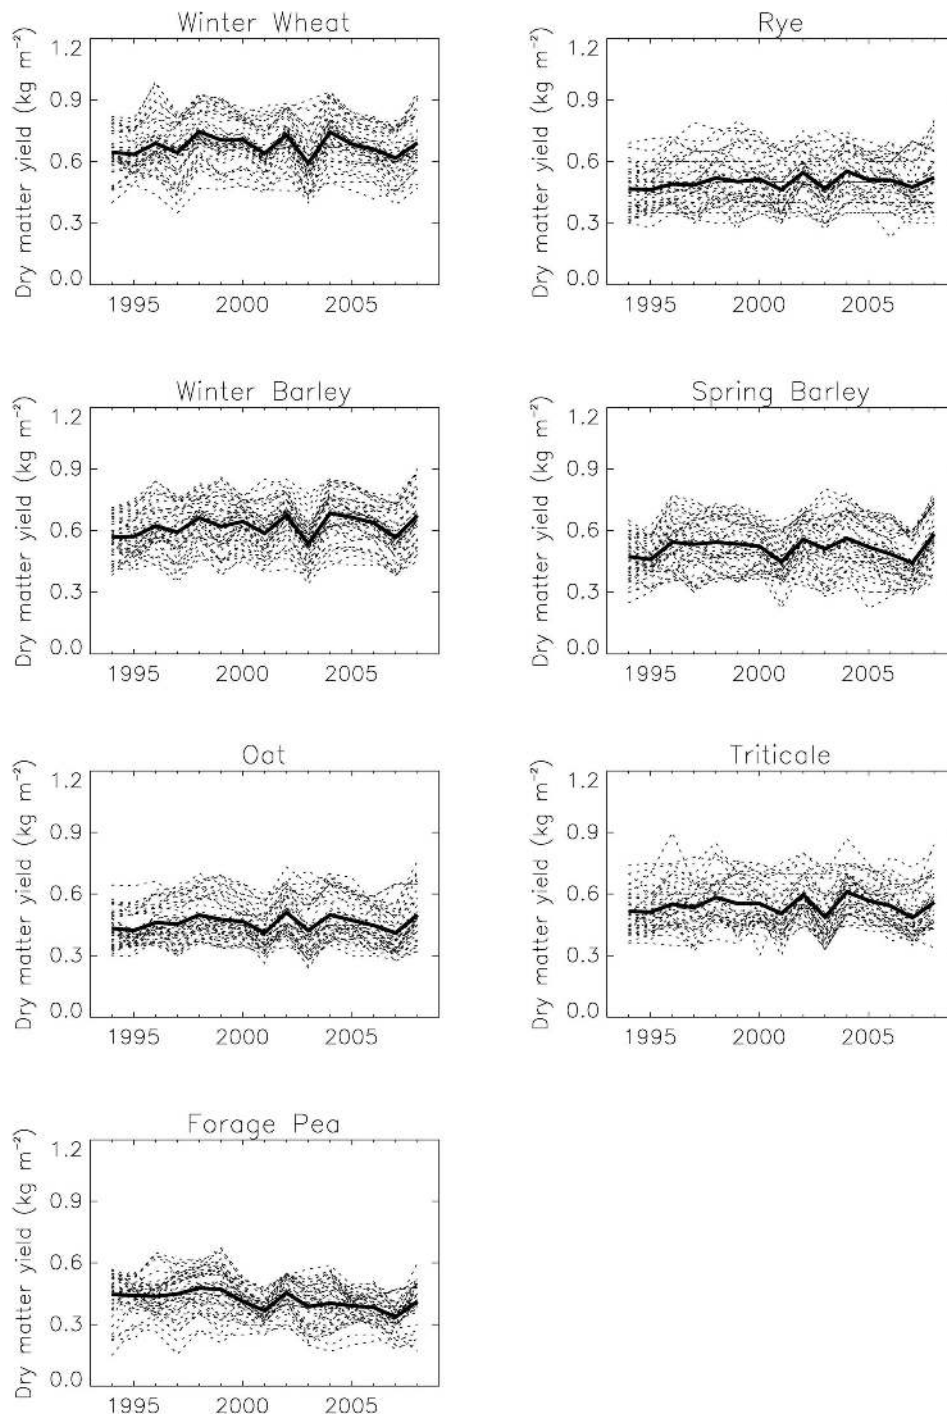 Winter Wheat
Dry matter yield (kg m⁻²)
1.2
0.9
0.6
0.3
0.0
1995 2000 2005
Rye
Dry matter yield (kg m⁻²)
1.2
0.9
0.6
0.3
0.0
1995 2000 2005
Winter Barley
Dry matter yield (kg m⁻²)
1.2
0.9
0.6
0.3
0.0
1995 2000 2005
Spring Barley
Dry matter yield (kg m⁻²)
1.2
0.9
0.6
0.3
0.0
1995 2000 2005
Oat
Dry matter yield (kg m⁻²)
1.2
0.9
0.6
0.3
0.0
1995 2000 2005
Triticale
Dry matter yield (kg m⁻²)
1.2
0.9
0.6
0.3
0.0
1995 2000 2005
Forage Pea
Dry matter yield (kg m⁻²)
1.2
0.9
0.6
0.3
0.0
1995 2000 2005